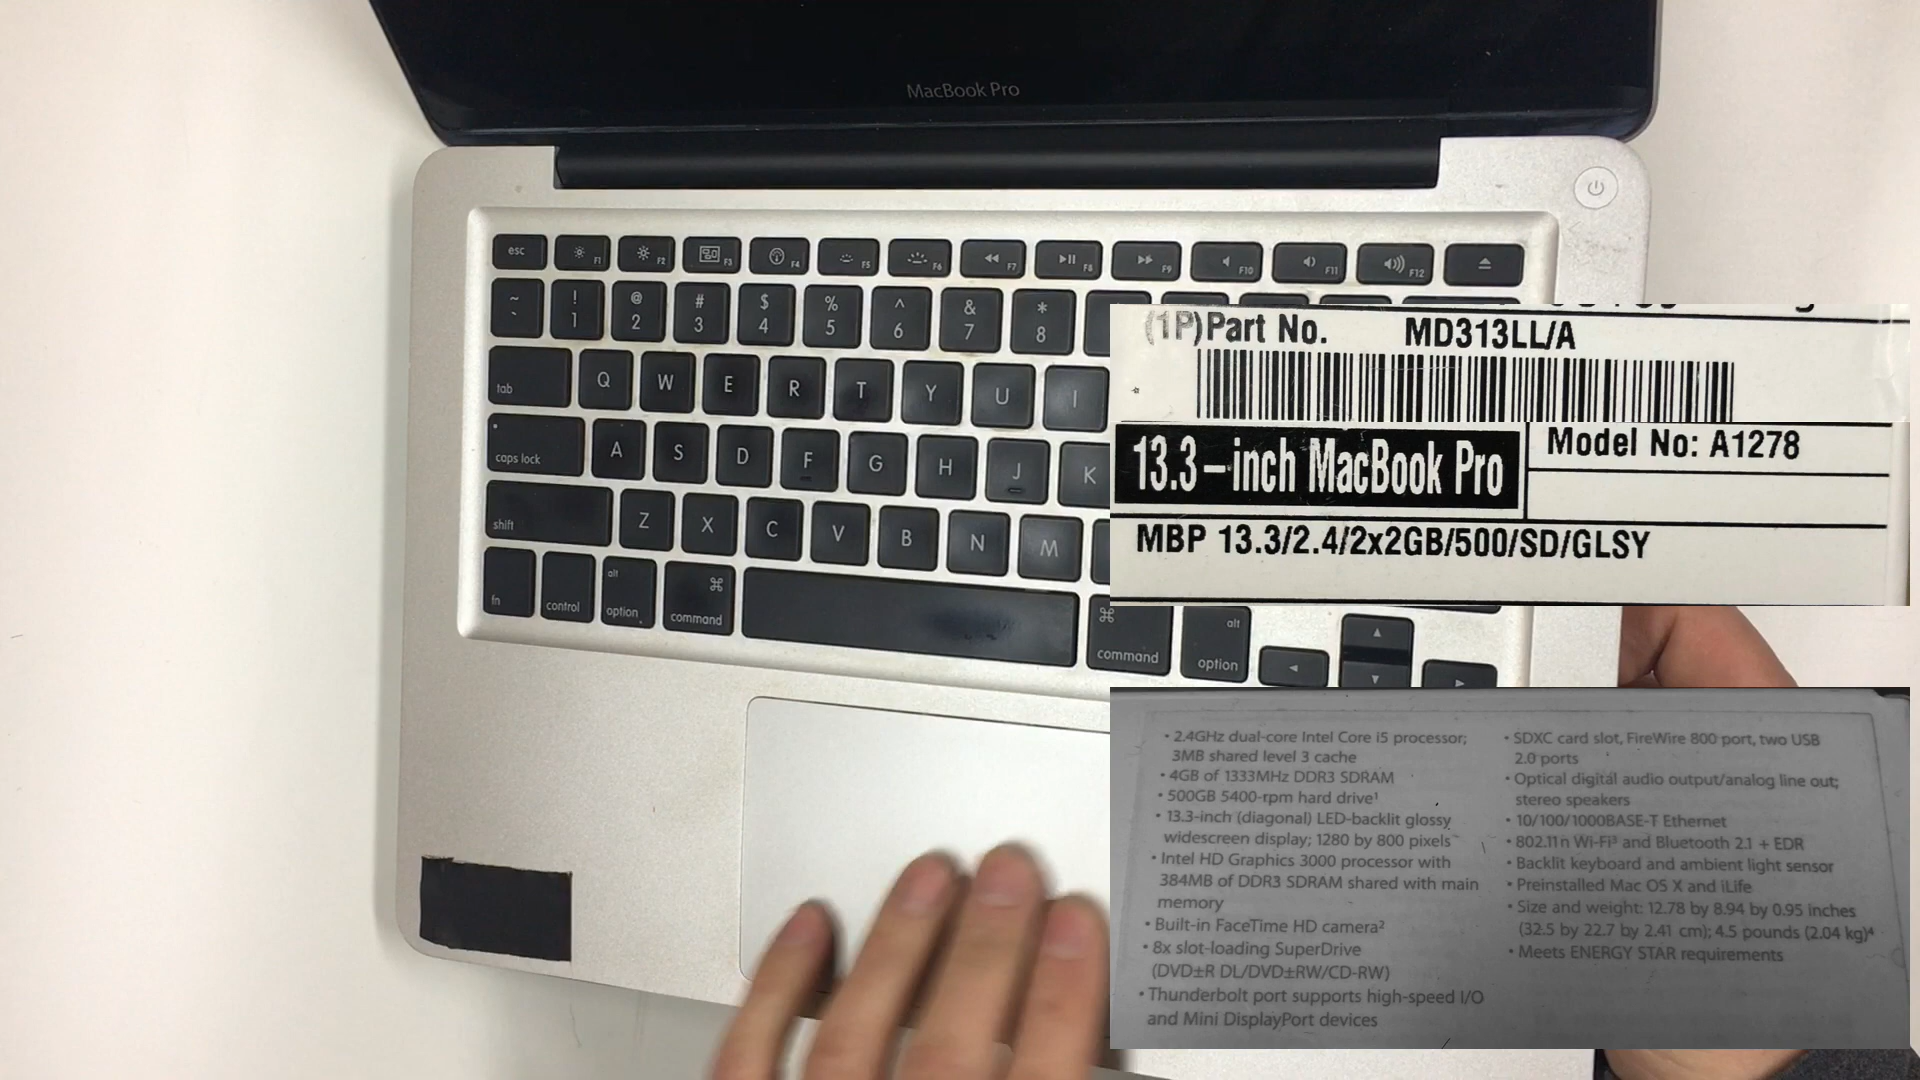 MacBook Pro
esc F1 F2 F3 F4 F5 F6 F7 F8 F9 F10 F11 F12
~ ! @ # $ % ^ & *
` 1 2 3 4 5 6 7 8
tab Q W E R T Y U I
caps lock A S D F G H J K
shift Z X C V B N M
fn control alt option ⌘ command ⌘ command alt option
(1P)Part No. MD313LL/A
13.3-inch MacBook Pro
Model No: A1278
MBP 13.3/2.4/2x2GB/500/SD/GLSY
• 2.4GHz dual-core Intel Core i5 processor;
3MB shared level 3 cache
• 4GB of 1333MHz DDR3 SDRAM
• 500GB 5400-rpm hard drive¹
• 13.3-inch (diagonal) LED-backlit glossy
widescreen display; 1280 by 800 pixels
• Intel HD Graphics 3000 processor with
384MB of DDR3 SDRAM shared with main
memory
• Built-in FaceTime HD camera²
• 8x slot-loading SuperDrive
(DVD±R DL/DVD±RW/CD-RW)
• Thunderbolt port supports high-speed I/O
and Mini DisplayPort devices
• SDXC card slot, FireWire 800 port, two USB
2.0 ports
• Optical digital audio output/analog line out;
stereo speakers
• 10/100/1000BASE-T Ethernet
• 802.11n Wi-Fi³ and Bluetooth 2.1 + EDR
• Backlit keyboard and ambient light sensor
• Preinstalled Mac OS X and iLife
• Size and weight: 12.78 by 8.94 by 0.95 inches
(32.5 by 22.7 by 2.41 cm); 4.5 pounds (2.04 kg)⁴
• Meets ENERGY STAR requirements